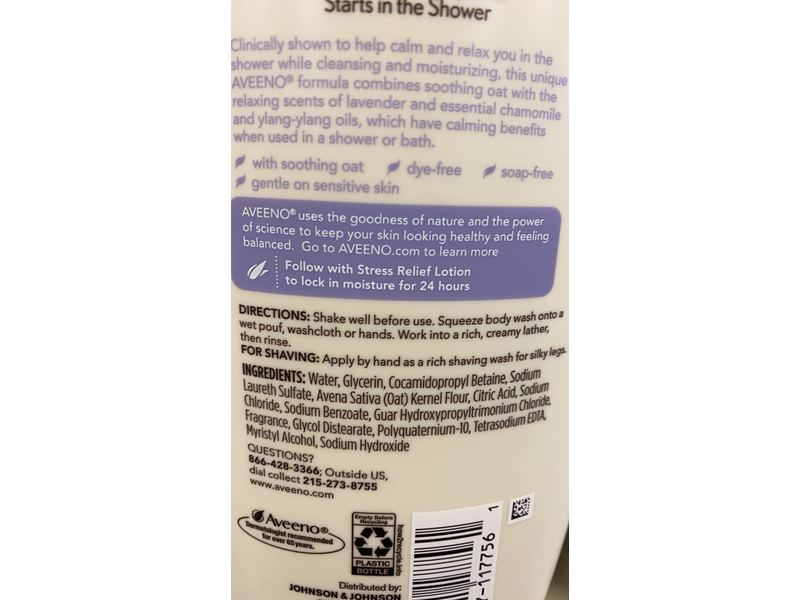 Starts in the Shower
Clinically shown to help calm and relax you in the
shower while cleansing and moisturizing, this unique
AVEENO® formula combines soothing oat with the
relaxing scents of lavender and essential chamomile
and ylang-ylang oils, which have calming benefits
when used in a shower or bath.
with soothing oat dye-free soap-free
gentle on sensitive skin
AVEENO® uses the goodness of nature and the power
of science to keep your skin looking healthy and feeling
balanced. Go to AVEENO.com to learn more
Follow with Stress Relief Lotion
to lock in moisture for 24 hours
DIRECTIONS: Shake well before use. Squeeze body wash onto a
wet pouf, washcloth or hands. Work into a rich, creamy lather,
then rinse.
FOR SHAVING: Apply by hand as a rich shaving wash for silky legs.
INGREDIENTS: Water, Glycerin, Cocamidopropyl Betaine, Sodium
Laureth Sulfate, Avena Sativa (Oat) Kernel Flour, Citric Acid, Sodium
Chloride, Sodium Benzoate, Guar Hydroxypropyltrimonium Chloride,
Fragrance, Glycol Distearate, Polyquaternium-10, Tetrasodium EDTA,
Myristyl Alcohol, Sodium Hydroxide
QUESTIONS?
866-428-3366; Outside US,
dial collect 215-273-8755
www.aveeno.com
Aveeno®
Dermatologist recommended
for over 65 years.
Empty Before
Recycling
PLASTIC
BOTTLE
how2recycle.info
7-117756 1
Distributed by:
JOHNSON & JOHNSON